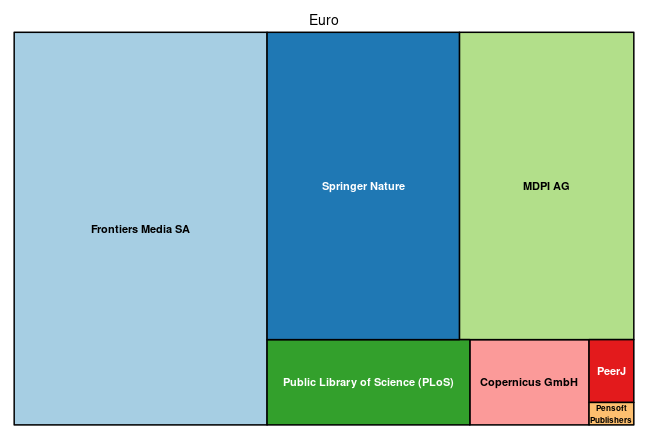 Euro
Frontiers Media SA
Springer Nature
MDPI AG
Public Library of Science (PLoS)
Copernicus GmbH
PeerJ
Pensoft
Publishers